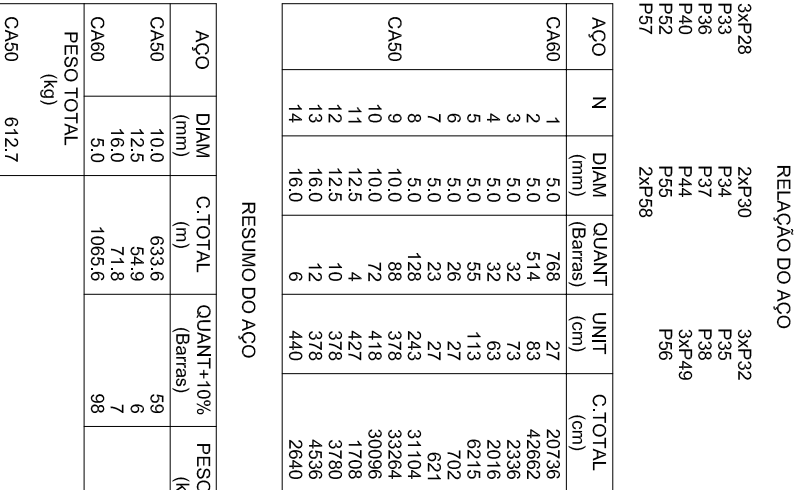 RELAÇÃO DO AÇO
3xP28 2xP30 3xP32
P33 P34 P35
P36 P37 P38
P40 P44 3xP49
P52 P55 P56
P57 2xP58
AÇO N DIAM (mm) QUANT (Barras) UNIT (cm) C.TOTAL (cm)
CA60 1 5.0 768 27 20736
2 5.0 514 83 42662
3 5.0 32 73 2336
4 5.0 32 63 2016
5 5.0 55 113 6215
6 5.0 26 27 702
7 5.0 23 27 621
8 5.0 128 243 31104
CA50 9 10.0 88 378 33264
10 10.0 72 418 30096
11 12.5 4 427 1708
12 12.5 10 378 3780
13 16.0 12 378 4536
14 16.0 6 440 2640
RESUMO DO AÇO
AÇO DIAM (mm) C.TOTAL (m) QUANT+10% (Barras)
CA50 10.0 633.6 59
12.5 54.9 6
16.0 71.8 7
CA60 5.0 1065.6 98
PESO TOTAL
(kg)
CA50 612.7